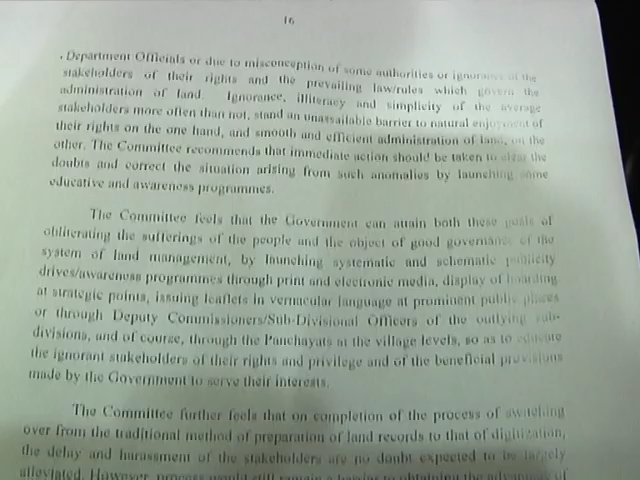 16
Department Officials or due to misconception of some authorities or ignorance of the
stakeholders of their rights and the prevailing law/rules which govern the
administration of land. Ignorance, illiteracy and simplicity of the average
stakeholders more often than not, stand an unassailable barrier to natural enjoyment of
their rights on the one hand, and smooth and efficient administration of land, on the
other. The Committee recommends that immediate action should be taken to clear the
doubts and correct the situation arising from such anomalies by launching some
educative and awareness programmes.
The Committee feels that the Government can attain both these goals of
obliterating the sufferings of the people and the object of good governance of the
system of land management, by launching systematic and schematic publicity
drives/awareness programmes through print and electronic media, display of hoarding
at strategic points, issuing leaflets in vernacular language at prominent public places
or through Deputy Commissioners/Sub-Divisional Officers of the outlying sub-
divisions, and of course, through the Panchayats at the village levels, so as to educate
the ignorant stakeholders of their rights and privilege and of the beneficial provisions
made by the Government to serve their interests.
The Committee further feels that on completion of the process of switching
over from the traditional method of preparation of land records to that of digitization,
the delay and harassment of the stakeholders are no doubt expected to be largely
alleviated. However, process would still remain a barrier to obtaining the advantage of